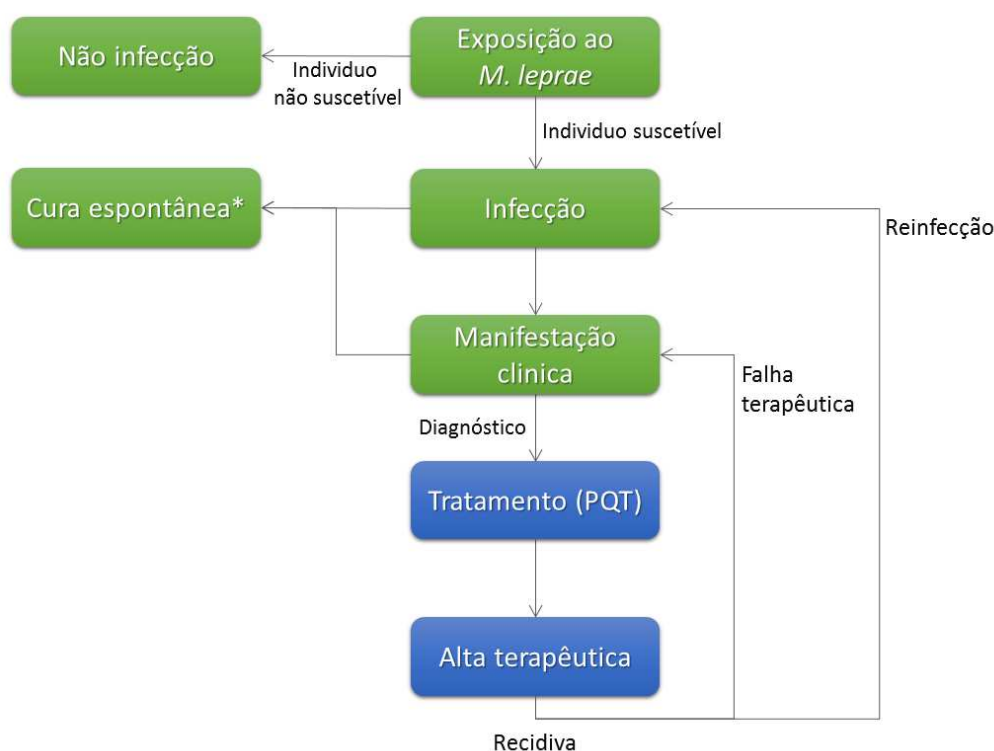 Não infecção
Exposição ao
M. leprae
Individuo
não suscetível
Individuo suscetível
Cura espontânea*
Infecção
Reinfecção
Manifestação
clinica
Falha
terapêutica
Diagnóstico
Tratamento (PQT)
Alta terapêutica
Recidiva